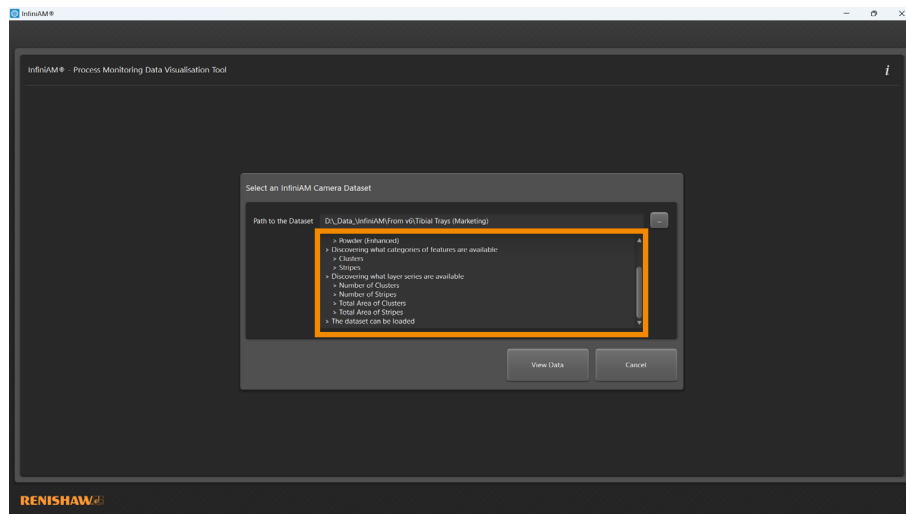 InfiniAM®
InfiniAM® - Process Monitoring Data Visualisation Tool
i
Select an InfiniAM Camera Dataset
Path to the Dataset D:\_Data_\InfiniAM\From v6\Tibial Trays (Marketing) ...
> Powder (Enhanced)
> Discovering what categories of features are available
> Clusters
> Stripes
> Discovering what layer series are available
> Number of Clusters
> Number of Stripes
> Total Area of Clusters
> Total Area of Stripes
> The dataset can be loaded
View Data Cancel
RENISHAW